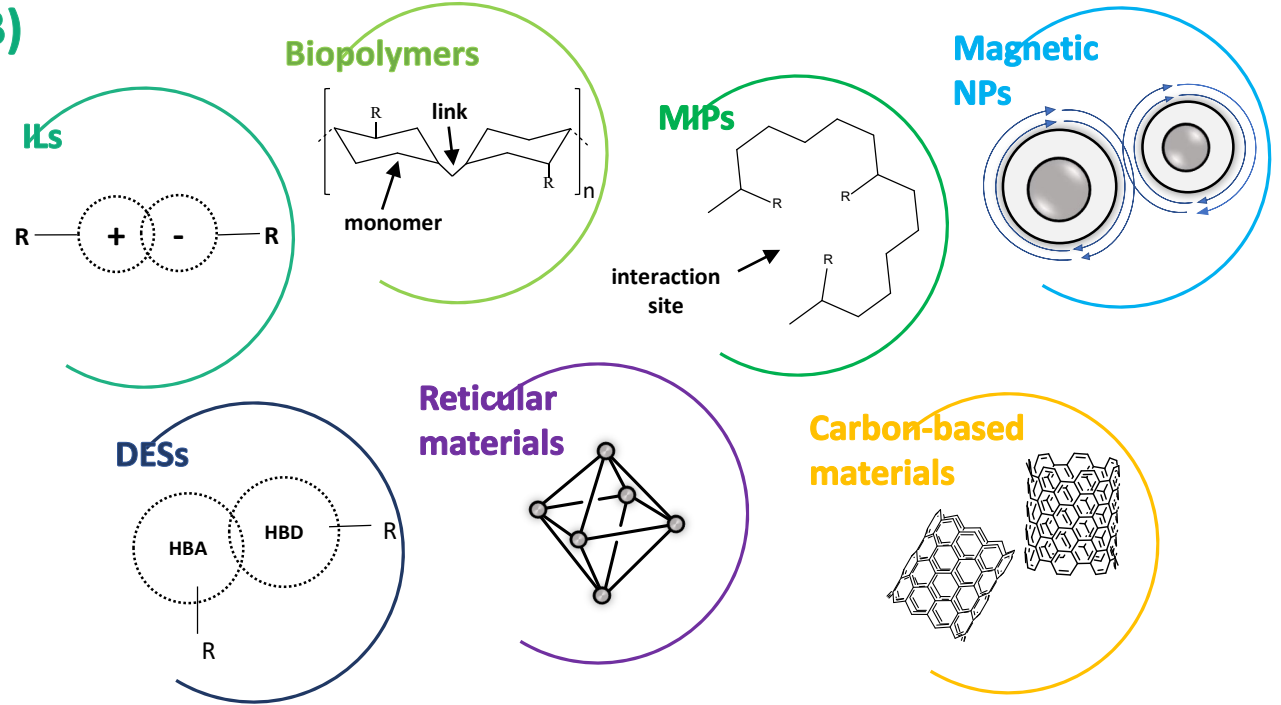 B)
ILs
R
+
-
R
Biopolymers
R
link
R
n
monomer
MIPs
R
R
R
interaction
site
Magnetic
NPs
DESs
HBA
HBD
R
R
Reticular
materials
Carbon-based
materials